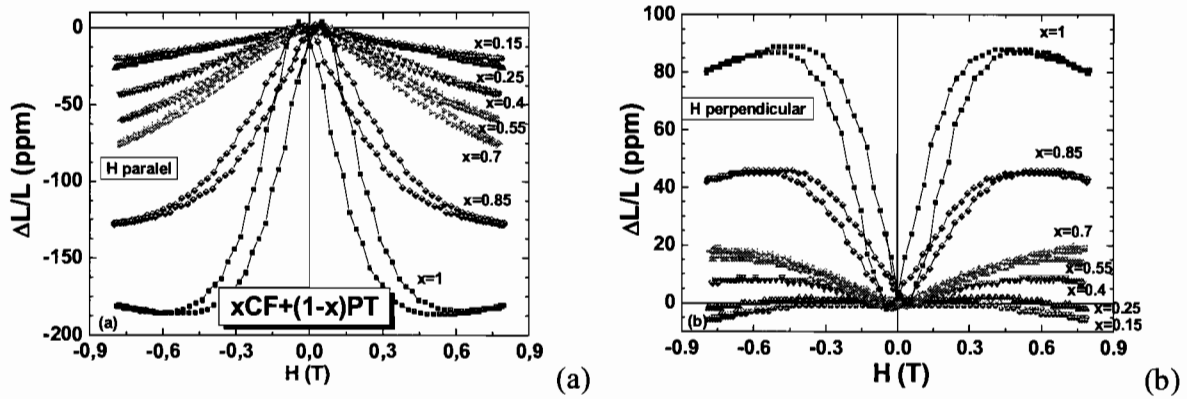 (a)
0
-50
-100
-150
-200
ΔL/L (ppm)
x=0.15
x=0.25
x=0.4
x=0.55
x=0.7
H paralel
x=0.85
x=1
xCF+(1-x)PT
(a)
-0,9 -0,6 -0,3 0,0 0,3 0,6 0,9
H (T)
(a)
100
80
60
40
20
0
ΔL/L (ppm)
x=1
H perpendicular
x=0.85
x=0.7
x=0.55
x=0.4
x=0.25
x=0.15
(b)
-0.9 -0.6 -0.3 0.0 0.3 0.6 0.9
H (T)
(b)